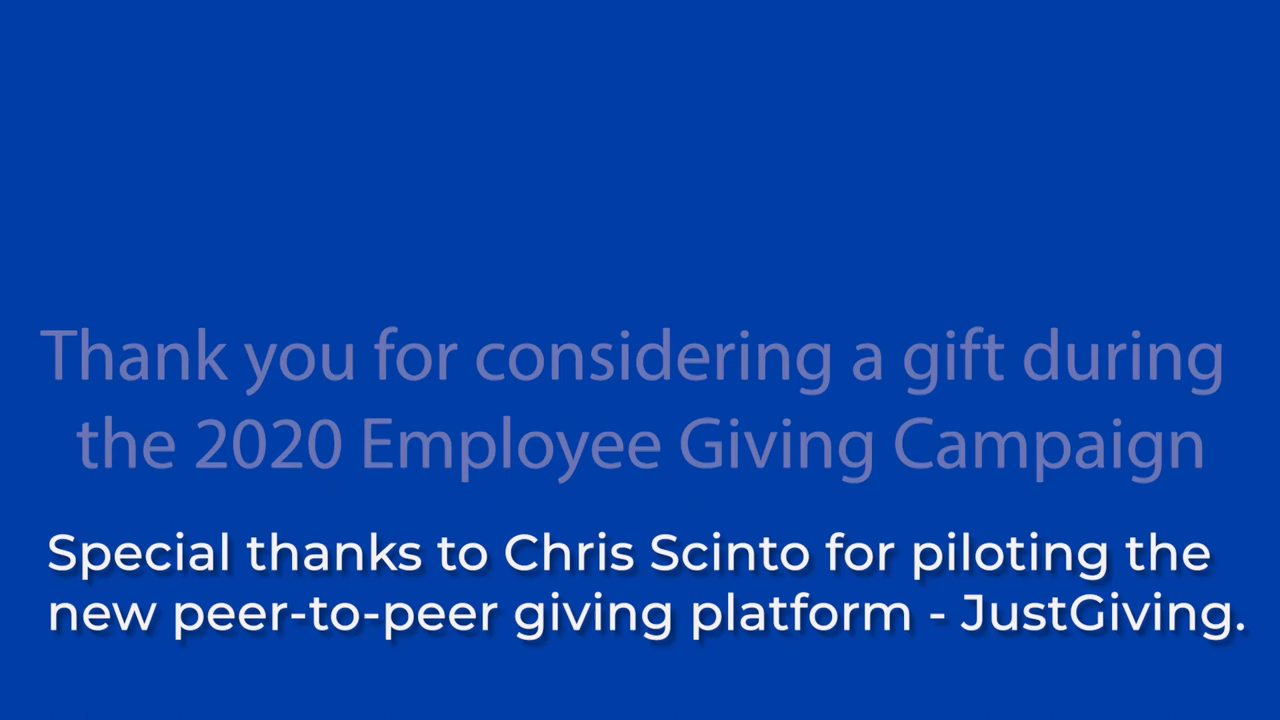 Thank you for considering a gift during
the 2020 Employee Giving Campaign
Special thanks to Chris Scinto for piloting the
new peer-to-peer giving platform - JustGiving.